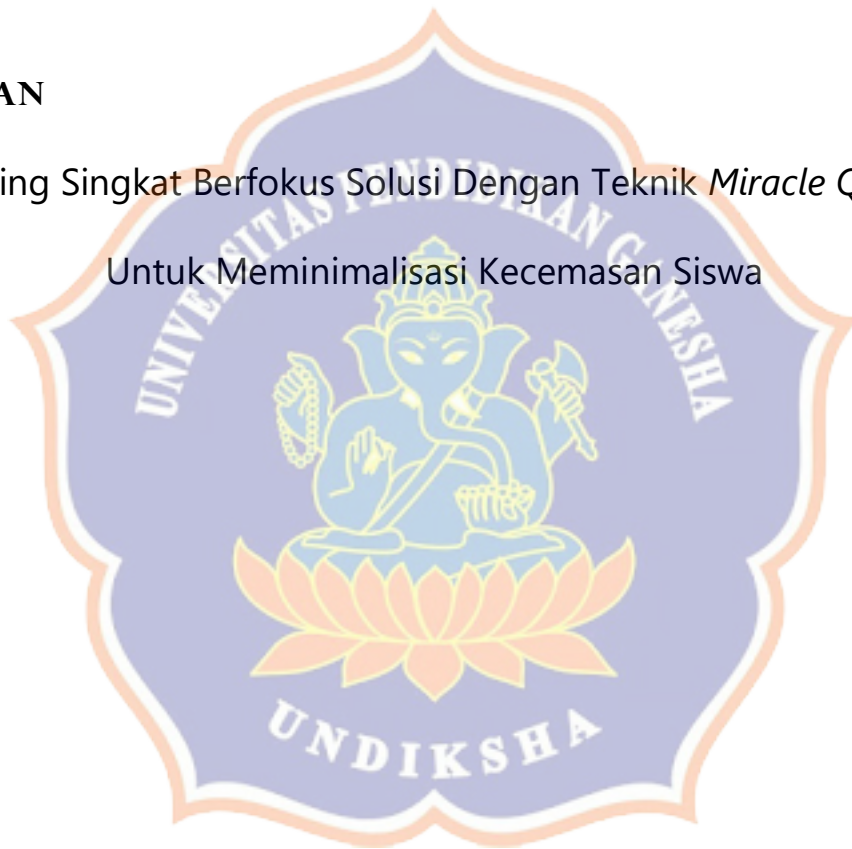 AN
ing Singkat Berfokus Solusi Dengan Teknik Miracle Q
Untuk Meminimalisasi Kecemasan Siswa
UNIVERSITAS PENDIDIKAN GANESHA
UNDIKSHA